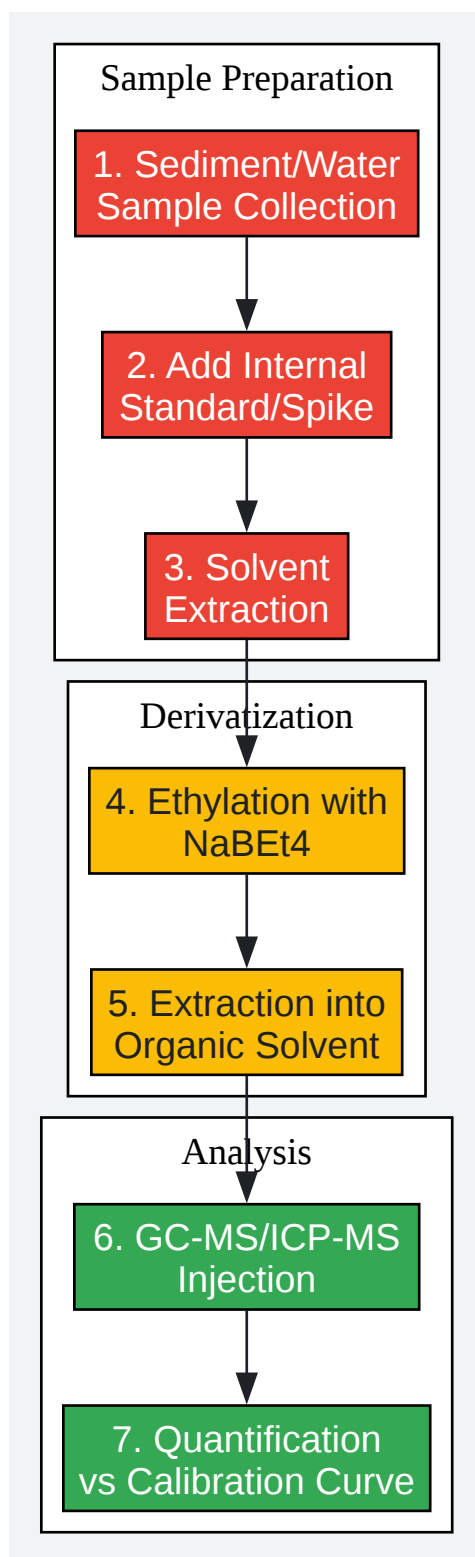 Sample Preparation
1. Sediment/Water
Sample Collection
2. Add Internal
Standard/Spike
3. Solvent
Extraction
Derivatization
4. Ethylation with
NaBEt4
5. Extraction into
Organic Solvent
Analysis
6. GC-MS/ICP-MS
Injection
7. Quantification
vs Calibration Curve